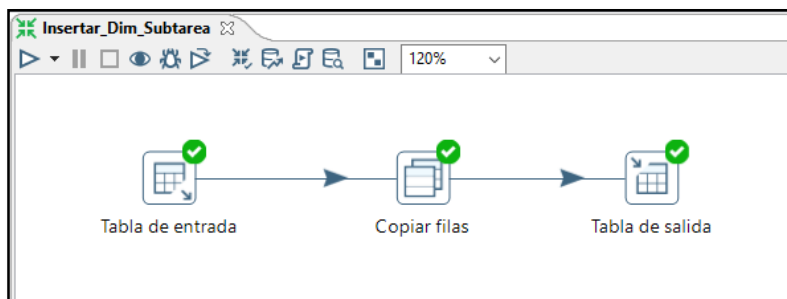 Insertar_Dim_Subtarea
120%
Tabla de entrada
Copiar filas
Tabla de salida